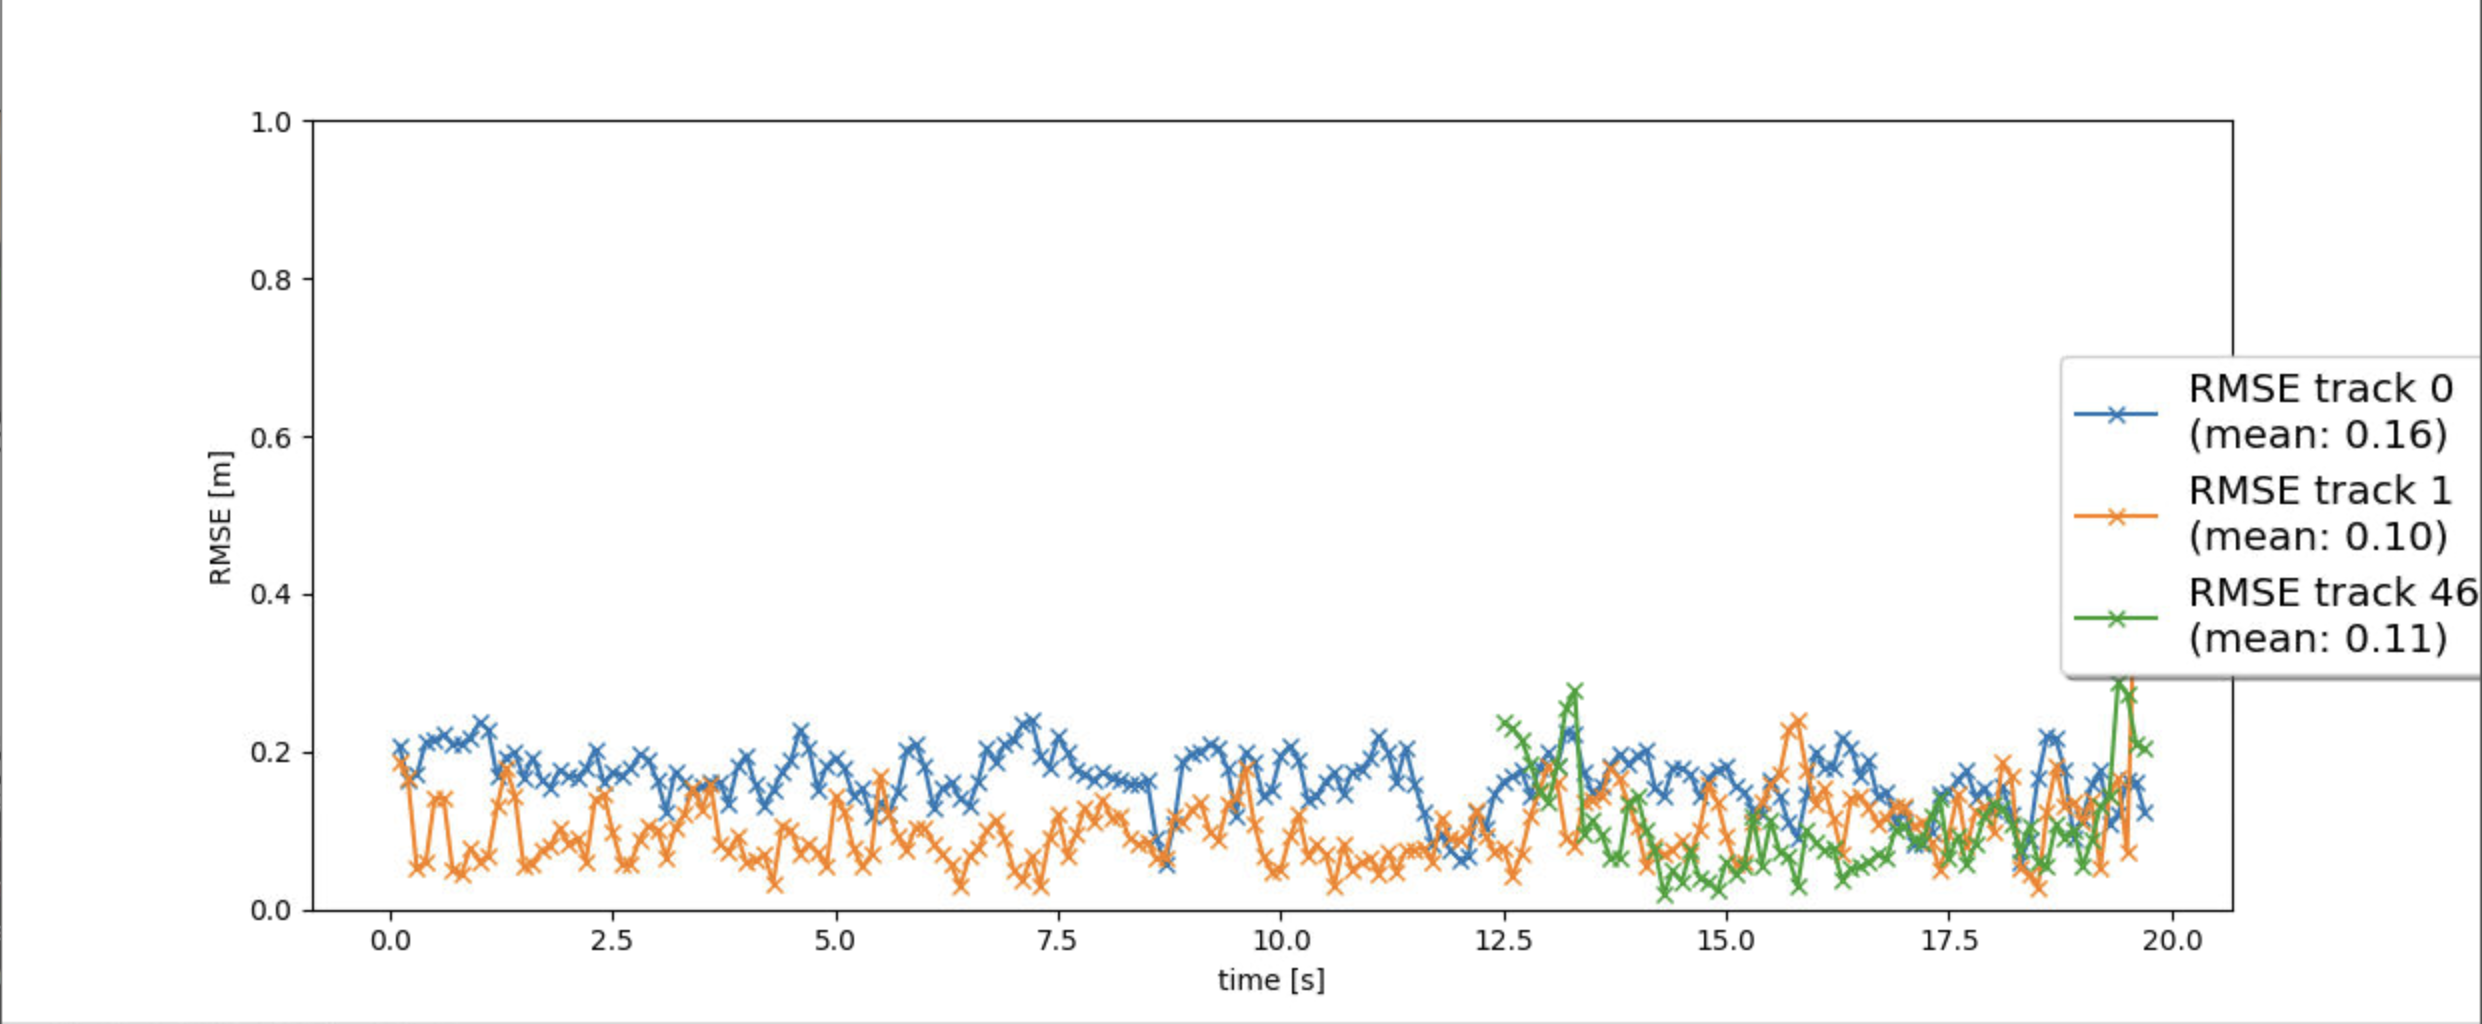 1.0
0.8
0.6
0.4
0.2
0.0
RMSE [m]
0.0 2.5 5.0 7.5 10.0 12.5 15.0 17.5 20.0
time [s]
RMSE track 0
(mean: 0.16)
RMSE track 1
(mean: 0.10)
RMSE track 46
(mean: 0.11)